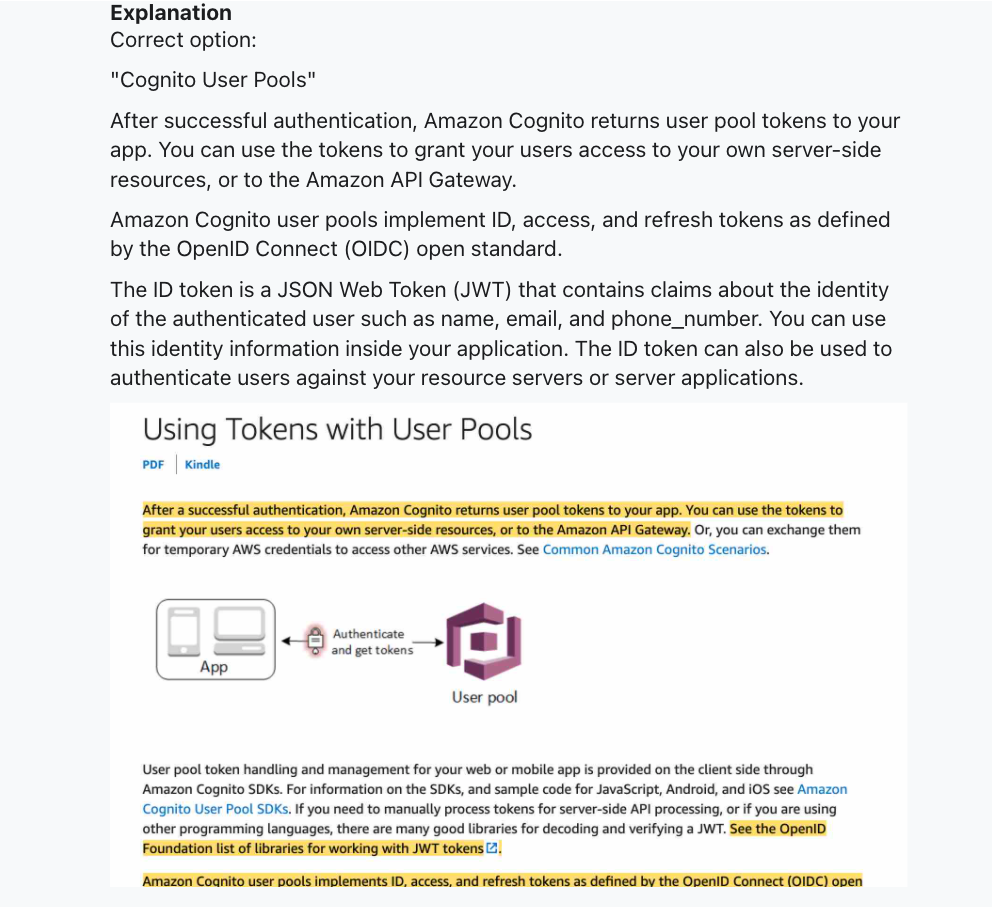 Explanation
Correct option:
"Cognito User Pools"
After successful authentication, Amazon Cognito returns user pool tokens to your
app. You can use the tokens to grant your users access to your own server-side
resources, or to the Amazon API Gateway.
Amazon Cognito user pools implement ID, access, and refresh tokens as defined
by the OpenID Connect (OIDC) open standard.
The ID token is a JSON Web Token (JWT) that contains claims about the identity
of the authenticated user such as name, email, and phone_number. You can use
this identity information inside your application. The ID token can also be used to
authenticate users against your resource servers or server applications.
Using Tokens with User Pools
PDF | Kindle
After a successful authentication, Amazon Cognito returns user pool tokens to your app. You can use the tokens to
grant your users access to your own server-side resources, or to the Amazon API Gateway. Or, you can exchange them
for temporary AWS credentials to access other AWS services. See Common Amazon Cognito Scenarios.
App
Authenticate
and get tokens
User pool
User pool token handling and management for your web or mobile app is provided on the client side through
Amazon Cognito SDKs. For information on the SDKs, and sample code for JavaScript, Android, and iOS see Amazon
Cognito User Pool SDKs. If you need to manually process tokens for server-side API processing, or if you are using
other programming languages, there are many good libraries for decoding and verifying a JWT. See the OpenID
Foundation list of libraries for working with JWT tokens.
Amazon Cognito user pools implements ID, access, and refresh tokens as defined by the OpenID Connect (OIDC) open